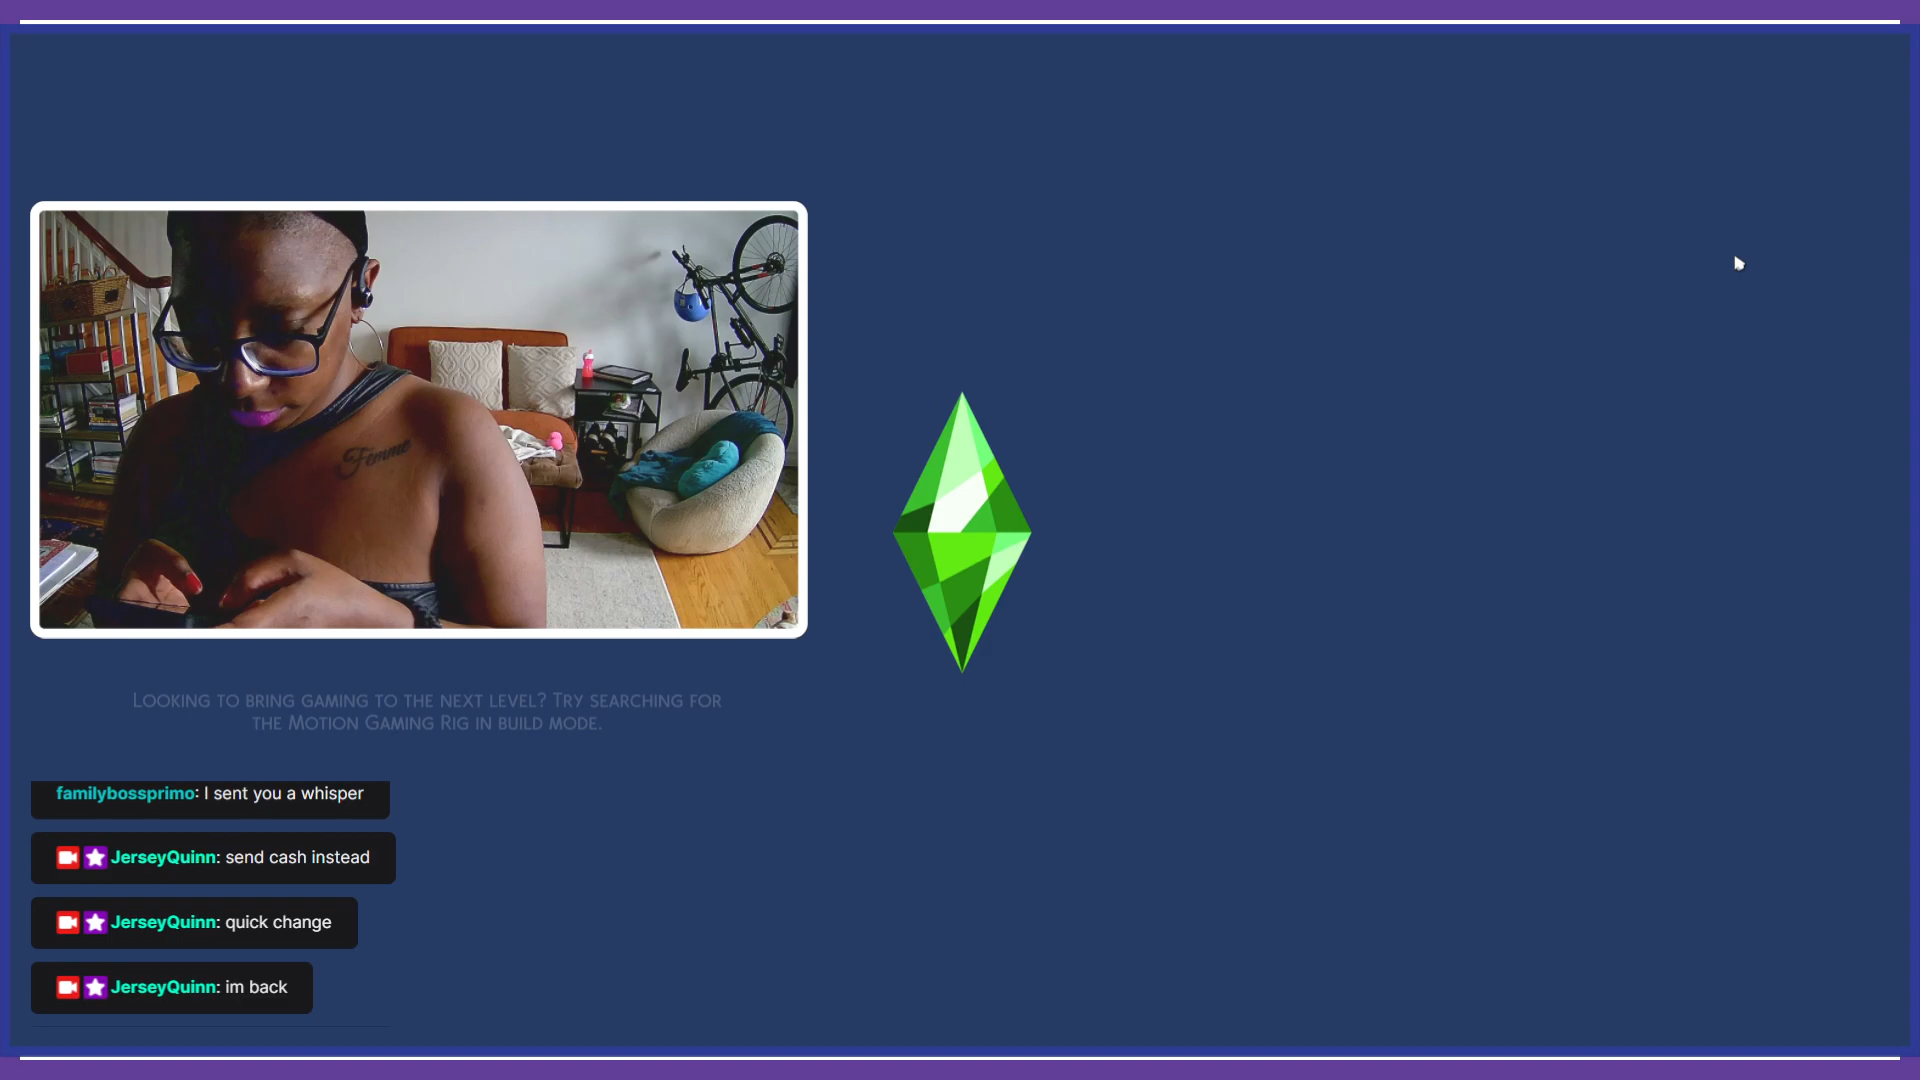 Femme
LOOKING TO BRING GAMING TO THE NEXT LEVEL? TRY SEARCHING FOR
THE MOTION GAMING RIG IN BUILD MODE.
familybossprimo: I sent you a whisper
JerseyQuinn: send cash instead
JerseyQuinn: quick change
JerseyQuinn: im back